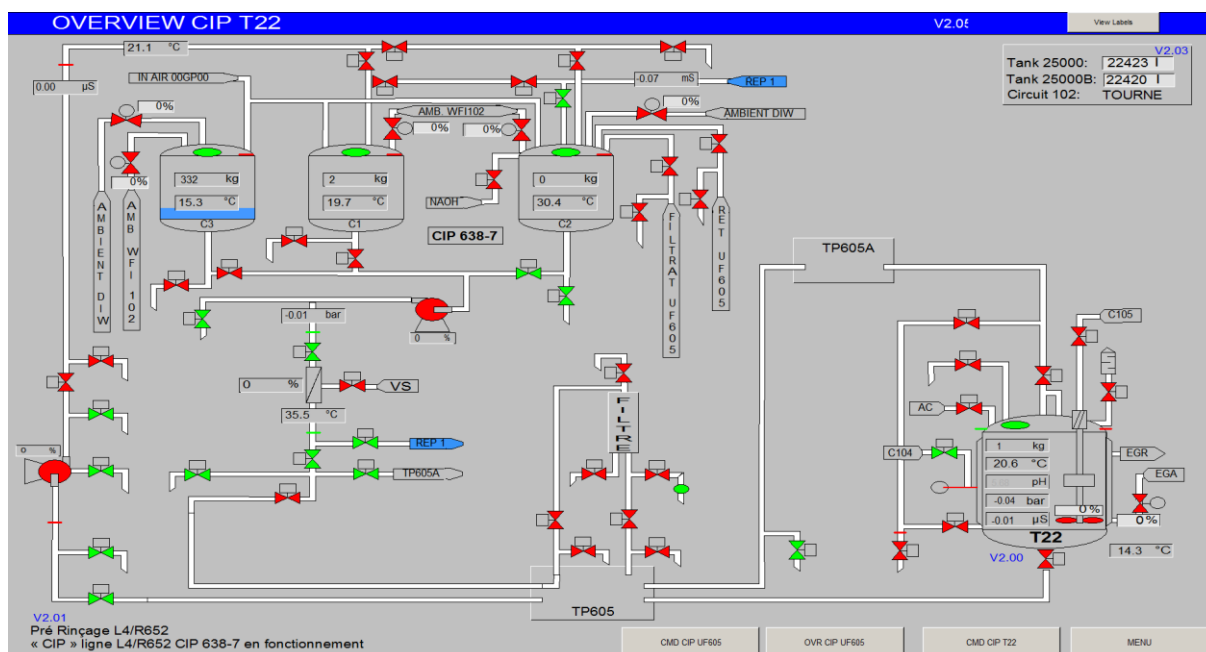 OVERVIEW CIP T22
V2.05
View Labels
21.1 °C
V2.03
Tank 25000: 22423 l
Tank 25000B: 22420 l
Circuit 102: TOURNE
IN AIR 00GP00
0.00 µS
-0.07 mS
REP 1
0%
AMB. WFI102
0%
0%
0%
AMBIENT DIW
0%
332 kg
15.3 °C
C3
2 kg
19.7 °C
C1
0 kg
30.4 °C
C2
NAOH
CIP 638-7
AMBIENT DIW
AMB WFI 102
FILTRAT UF605
RET UF605
TP605A
-0.01 bar
0 %
C105
0 %
VS
35.5 °C
REP 1
TP605A
FILTRE
AC
C104
1 kg
20.6 °C
pH
-0.04 bar
-0.01 µS
0%
T22
EGR
EGA
0%
14.3 °C
V2.00
0 %
TP605
V2.01
Pré Rinçage L4/R652
« CIP » ligne L4/R652 CIP 638-7 en fonctionnement
CMD CIP UF605
OVR CIP UF605
CMD CIP T22
MENU